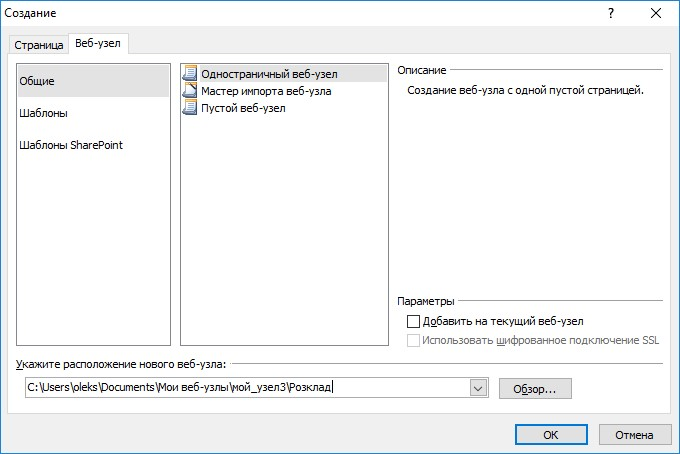 Создание
?
Страница
Веб-узел
Общие
Шаблоны
Шаблоны SharePoint
Одностраничный веб-узел
Мастер импорта веб-узла
Пустой веб-узел
Описание
Создание веб-узла с одной пустой страницей.
Параметры
Добавить на текущий веб-узел
Использовать шифрованное подключение SSL
Укажите расположение нового веб-узла:
C:\Users\oleks\Documents\Мои веб-узлы\мой_узел3\Розклад
Обзор...
ОК
Отмена